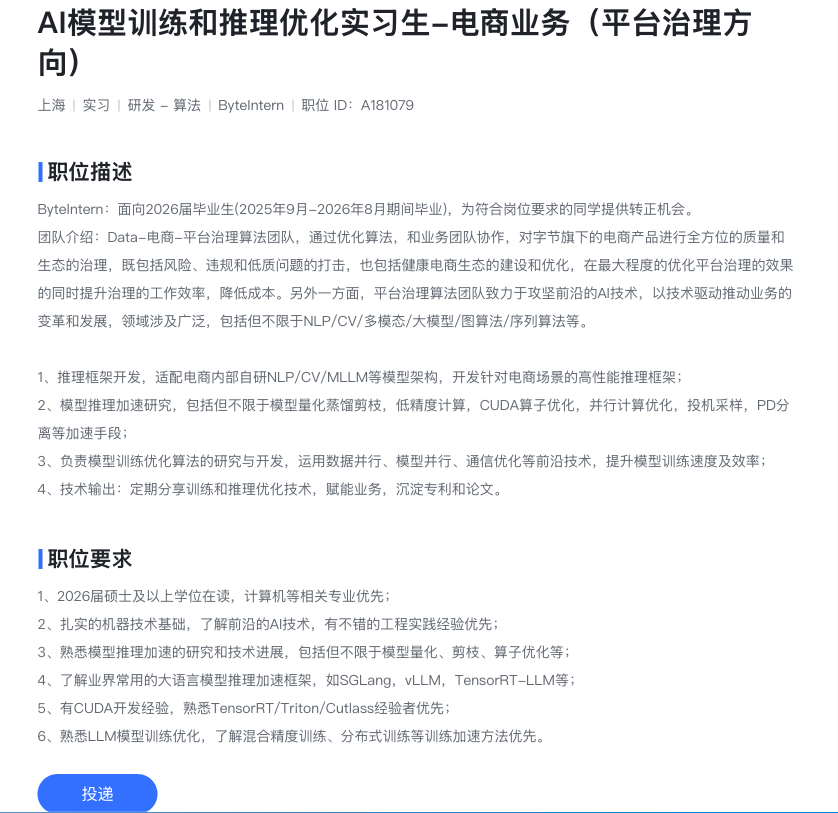 AI模型训练和推理优化实习生-电商业务（平台治理方
向）
上海 | 实习 | 研发 - 算法 | ByteIntern | 职位 ID：A181079
职位描述
ByteIntern：面向2026届毕业生(2025年9月-2026年8月期间毕业)，为符合岗位要求的同学提供转正机会。
团队介绍：Data-电商-平台治理算法团队，通过优化算法，和业务团队协作，对字节旗下的电商产品进行全方位的质量和
生态的治理，既包括风险、违规和低质问题的打击，也包括健康电商生态的建设和优化，在最大程度的优化平台治理的效果
的同时提升治理的工作效率，降低成本。另外一方面，平台治理算法团队致力于攻坚前沿的AI技术，以技术驱动推动业务的
变革和发展，领域涉及广泛，包括但不限于NLP/CV/多模态/大模型/图算法/序列算法等。
1、推理框架开发，适配电商内部自研NLP/CV/MLLM等模型架构，开发针对电商场景的高性能推理框架；
2、模型推理加速研究，包括但不限于模型量化蒸馏剪枝，低精度计算，CUDA算子优化，并行计算优化，投机采样，PD分
离等加速手段；
3、负责模型训练优化算法的研究与开发，运用数据并行、模型并行、通信优化等前沿技术，提升模型训练速度及效率；
4、技术输出：定期分享训练和推理优化技术，赋能业务，沉淀专利和论文。
职位要求
1、2026届硕士及以上学位在读，计算机等相关专业优先；
2、扎实的机器技术基础，了解前沿的AI技术，有不错的工程实践经验优先；
3、熟悉模型推理加速的研究和技术进展，包括但不限于模型量化、剪枝、算子优化等；
4、了解业界常用的大语言模型推理加速框架，如SGLang，vLLM，TensorRT-LLM等；
5、有CUDA开发经验，熟悉TensorRT/Triton/Cutlass经验者优先；
6、熟悉LLM模型训练优化，了解混合精度训练、分布式训练等训练加速方法优先。
投递